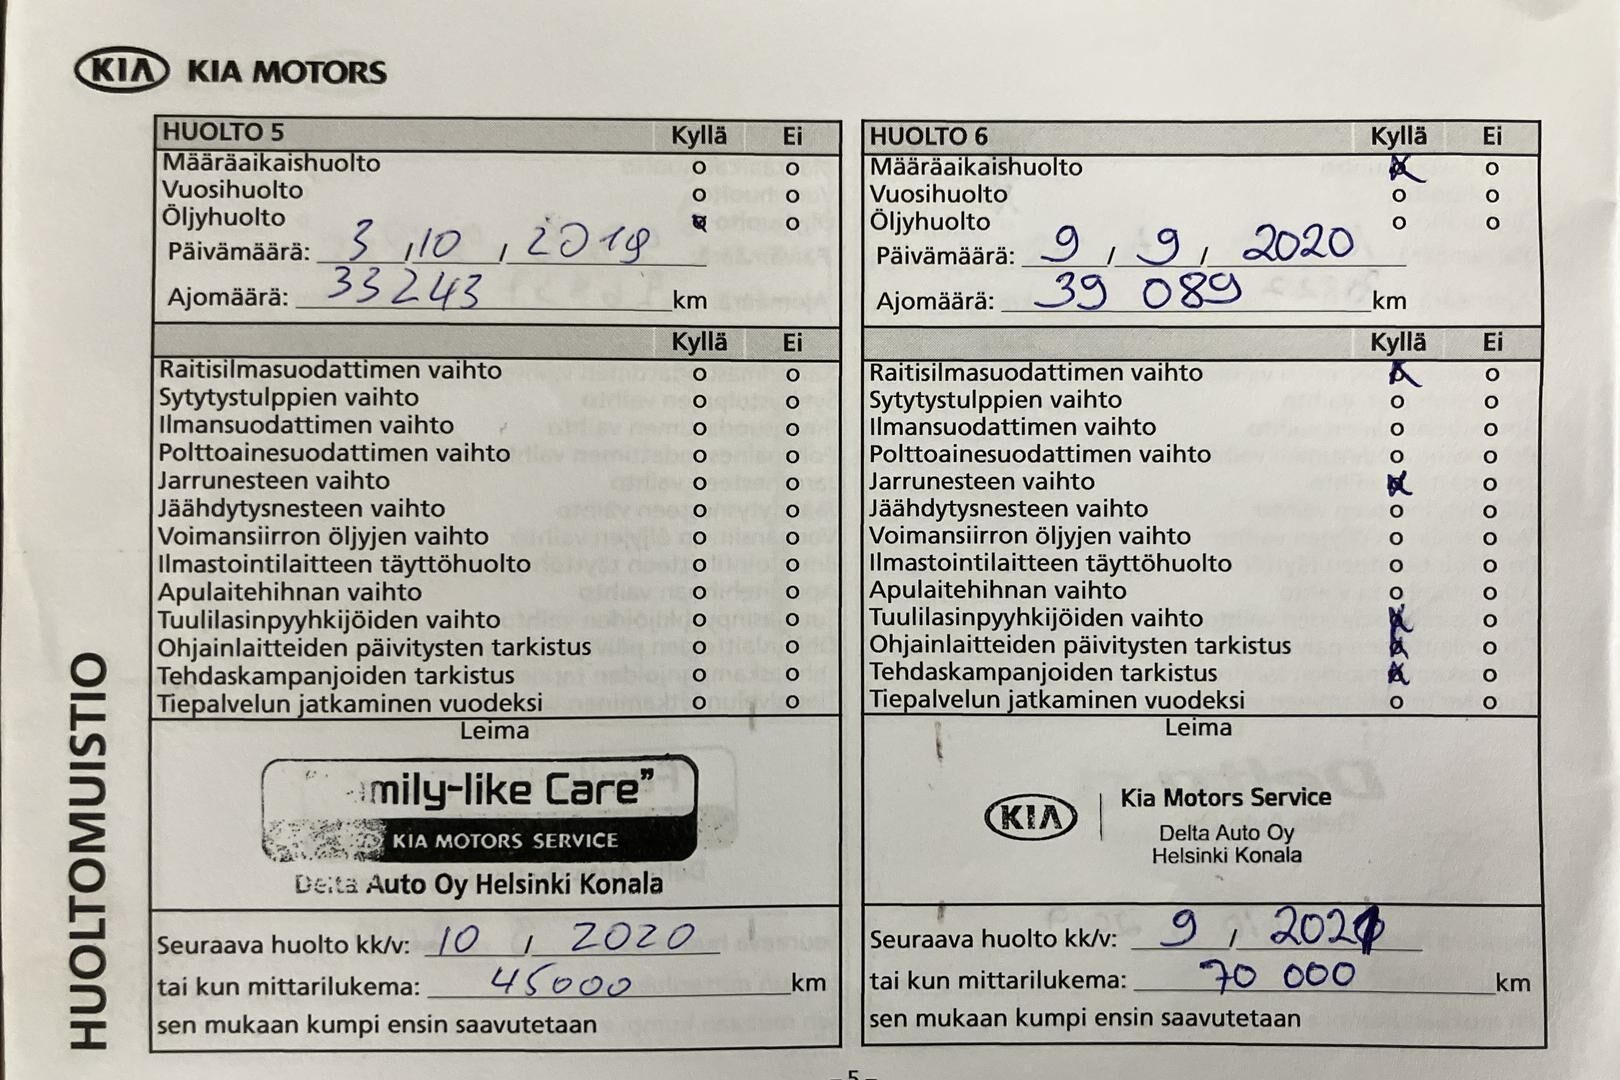 KIA KIA MOTORS
HUOLTOMUISTIO
HUOLTO 5 Kyllä Ei
Määräaikaishuolto o o
Vuosihuolto o o
Öljyhuolto x o
Päivämäärä: 3 / 10 / 2019
Ajomäärä: 33243 km
Kyllä Ei
Raitisilmasuodattimen vaihto o o
Sytytystulppien vaihto o o
Ilmansuodattimen vaihto o o
Polttoainesuodattimen vaihto o o
Jarrunesteen vaihto o o
Jäähdytysnesteen vaihto o o
Voimansiirron öljyjen vaihto o o
Ilmastointilaitteen täyttöhuolto o o
Apulaitehihnan vaihto o o
Tuulilasinpyyhkijöiden vaihto o o
Ohjainlaitteiden päivitysten tarkistus o o
Tehdaskampanjoiden tarkistus o o
Tiepalvelun jatkaminen vuodeksi o o
Leima
mily-like Care”
KIA MOTORS SERVICE
Delta Auto Oy Helsinki Konala
Seuraava huolto kk/v: 10 / 2020
tai kun mittarilukema: 45000 km
sen mukaan kumpi ensin saavutetaan
HUOLTO 6 Kyllä Ei
Määräaikaishuolto x o
Vuosihuolto o o
Öljyhuolto o o
Päivämäärä: 9 / 9 / 2020
Ajomäärä: 39 089 km
Kyllä Ei
Raitisilmasuodattimen vaihto x o
Sytytystulppien vaihto o o
Ilmansuodattimen vaihto o o
Polttoainesuodattimen vaihto o o
Jarrunesteen vaihto x o
Jäähdytysnesteen vaihto o o
Voimansiirron öljyjen vaihto o o
Ilmastointilaitteen täyttöhuolto o o
Apulaitehihnan vaihto o o
Tuulilasinpyyhkijöiden vaihto x o
Ohjainlaitteiden päivitysten tarkistus x o
Tehdaskampanjoiden tarkistus x o
Tiepalvelun jatkaminen vuodeksi o o
Leima
KIA Kia Motors Service
Delta Auto Oy
Helsinki Konala
Seuraava huolto kk/v: 9 / 2021
tai kun mittarilukema: 70 000 km
sen mukaan kumpi ensin saavutetaan
- 5 -